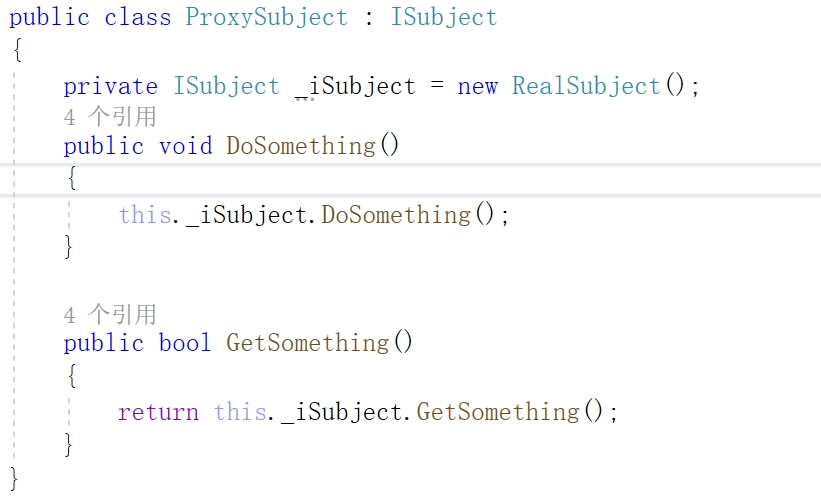 public class ProxySubject : ISubject
{
private ISubject _iSubject = new RealSubject();
4 个引用
public void DoSomething()
{
this._iSubject.DoSomething();
}
4 个引用
public bool GetSomething()
{
return this._iSubject.GetSomething();
}
}